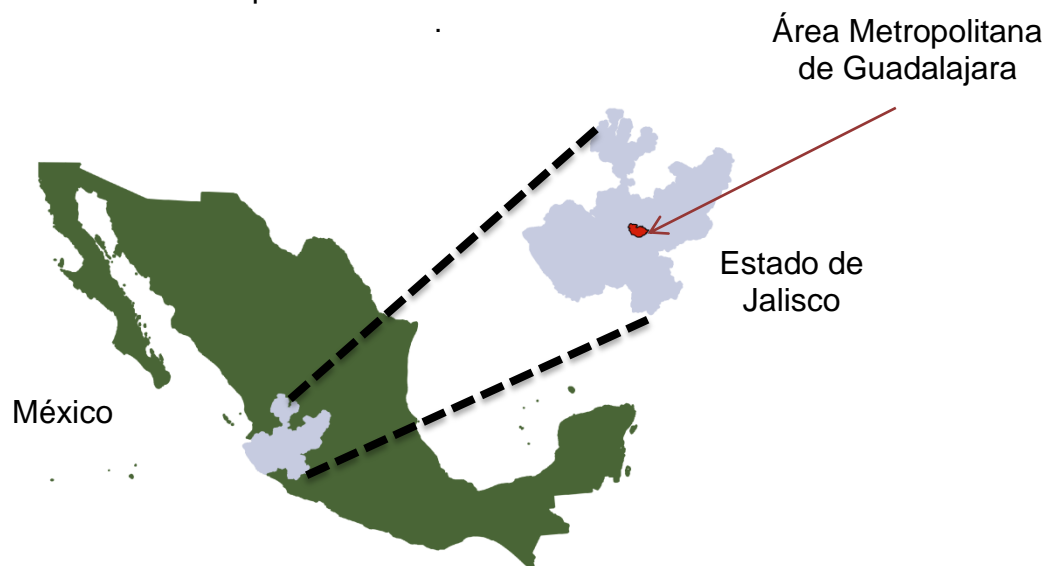 .
Área Metropolitana
de Guadalajara
Estado de
Jalisco
México